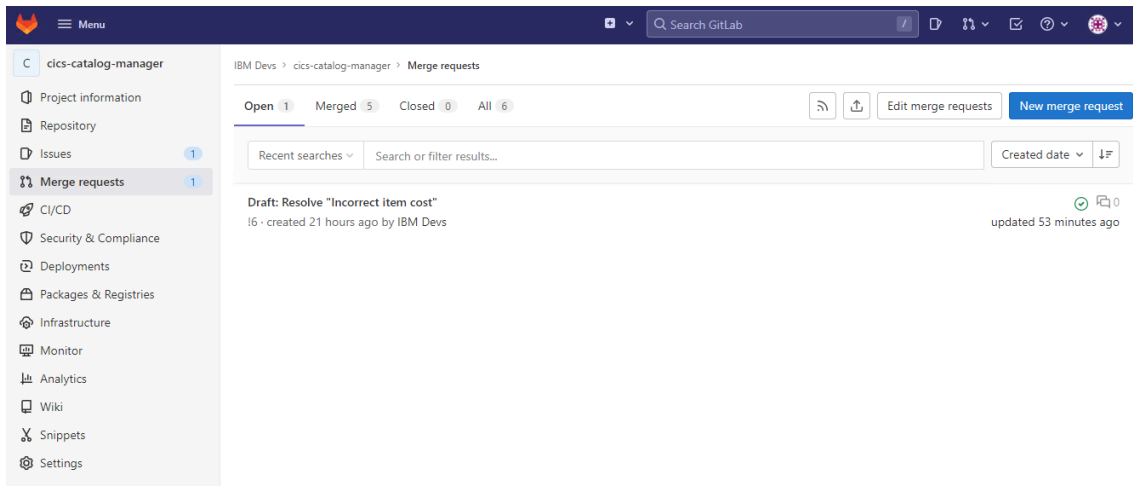 Menu
Search GitLab /
C cics-catalog-manager
IBM Devs > cics-catalog-manager > Merge requests
Project information
Repository
Issues 1
Merge requests 1
CI/CD
Security & Compliance
Deployments
Packages & Registries
Infrastructure
Monitor
Analytics
Wiki
Snippets
Settings
Open 1 Merged 5 Closed 0 All 6
Edit merge requests New merge request
Recent searches Search or filter results... Created date
Draft: Resolve "Incorrect item cost" 0
!6 · created 21 hours ago by IBM Devs updated 53 minutes ago